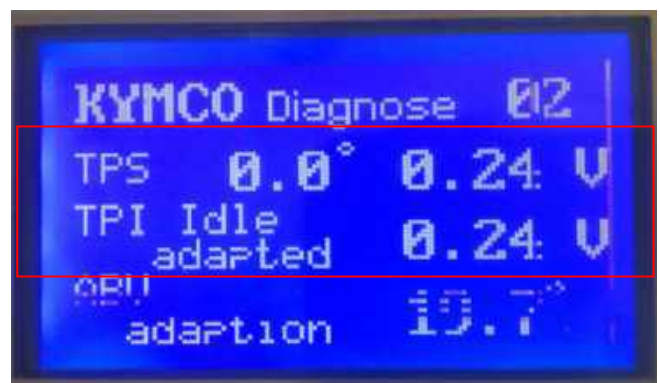 KYMCO Diagnose 02
TPS 0.0° 0.24 V
TPI Idle
adapted 0.24 V
adaption